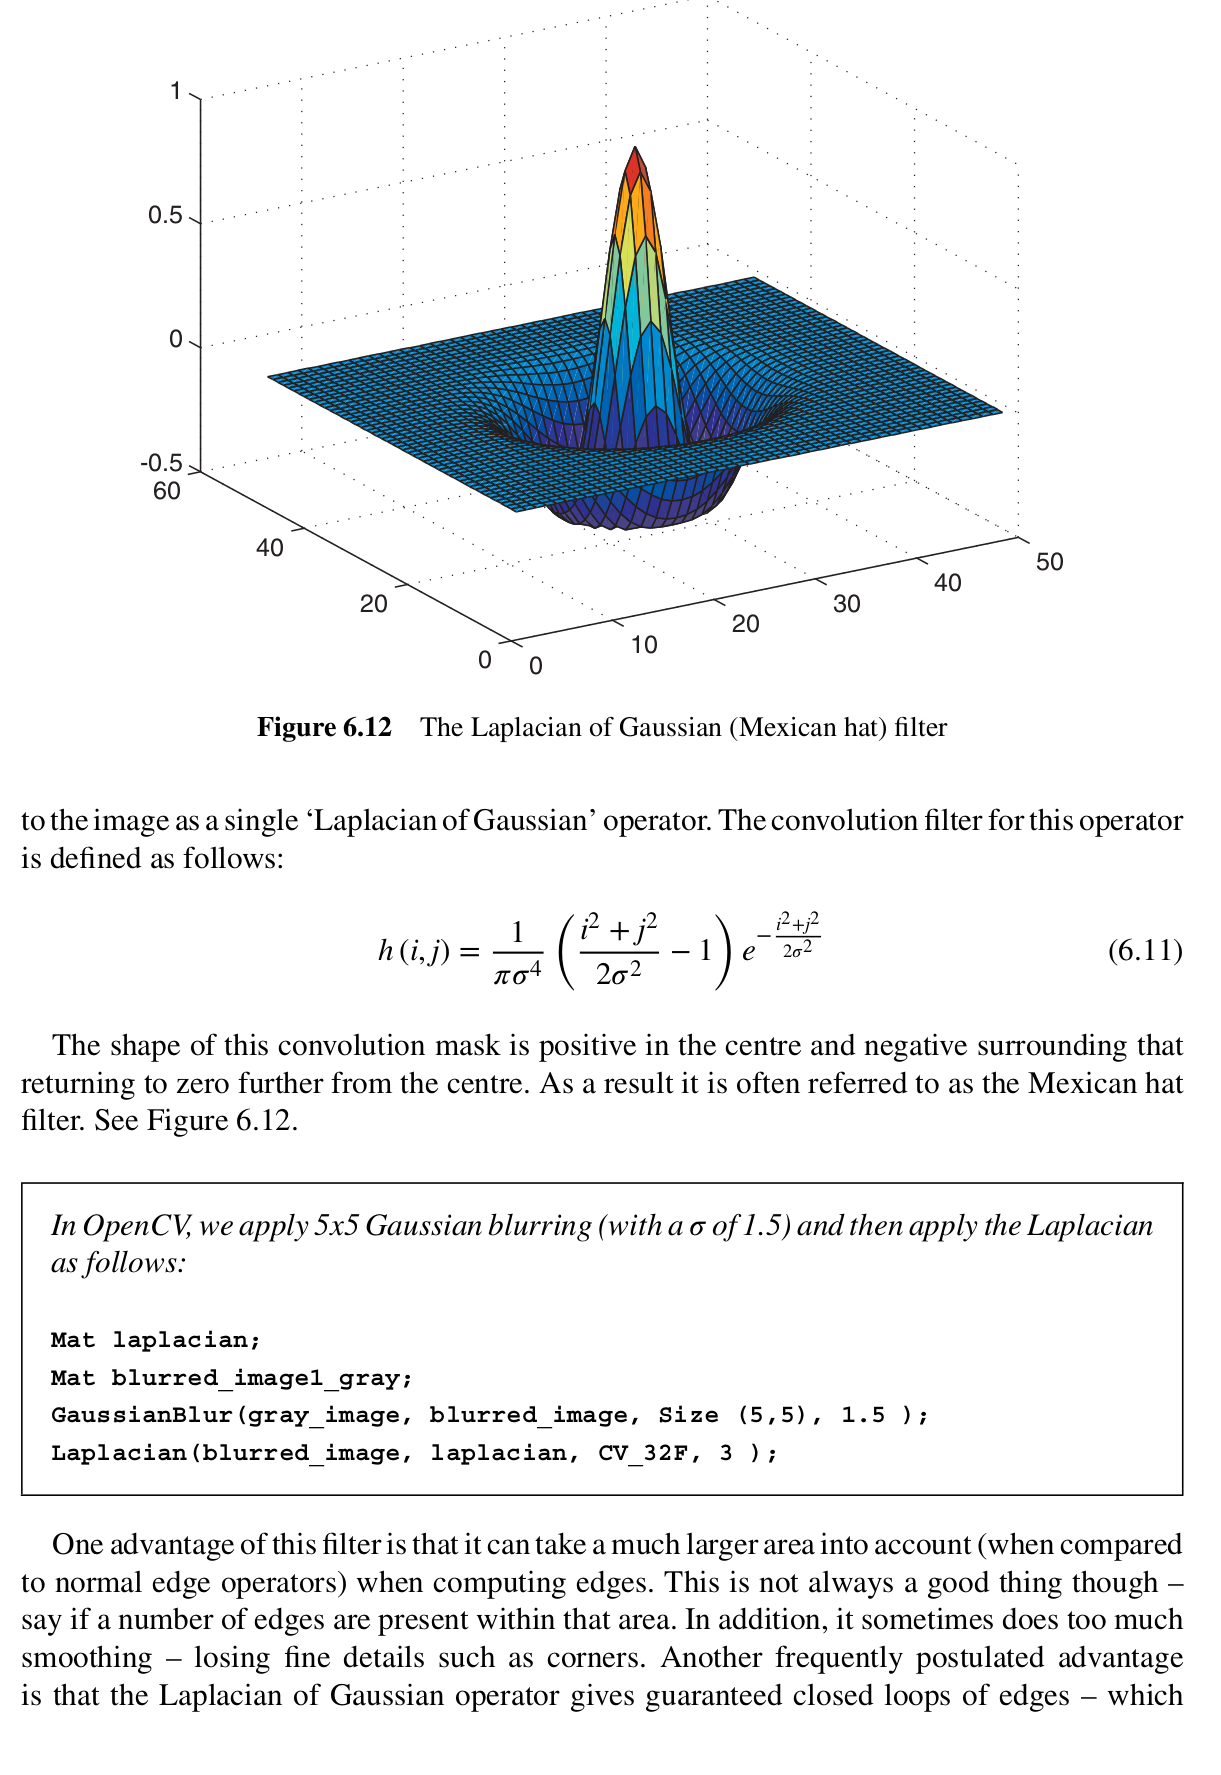 1
0.5
0
-0.5
60
40
20
0
0
10
20
30
40
50
Figure 6.12 The Laplacian of Gaussian (Mexican hat) filter
to the image as a single ‘Laplacian of Gaussian’ operator. The convolution filter for this operator
is defined as follows:
h (i,j) = \frac{1}{πσ^4} \left( \frac{i^2 + j^2}{2σ^2} − 1 \right) e^{−\frac{i^2+j^2}{2σ^2}} (6.11)
The shape of this convolution mask is positive in the centre and negative surrounding that
returning to zero further from the centre. As a result it is often referred to as the Mexican hat
filter. See Figure 6.12.
In OpenCV, we apply 5x5 Gaussian blurring (with a σ of 1.5) and then apply the Laplacian
as follows:
Mat laplacian;
Mat blurred_image1_gray;
GaussianBlur(gray_image, blurred_image, Size (5,5), 1.5 );
Laplacian(blurred_image, laplacian, CV_32F, 3 );
One advantage of this filter is that it can take a much larger area into account (when compared
to normal edge operators) when computing edges. This is not always a good thing though –
say if a number of edges are present within that area. In addition, it sometimes does too much
smoothing – losing fine details such as corners. Another frequently postulated advantage
is that the Laplacian of Gaussian operator gives guaranteed closed loops of edges – which